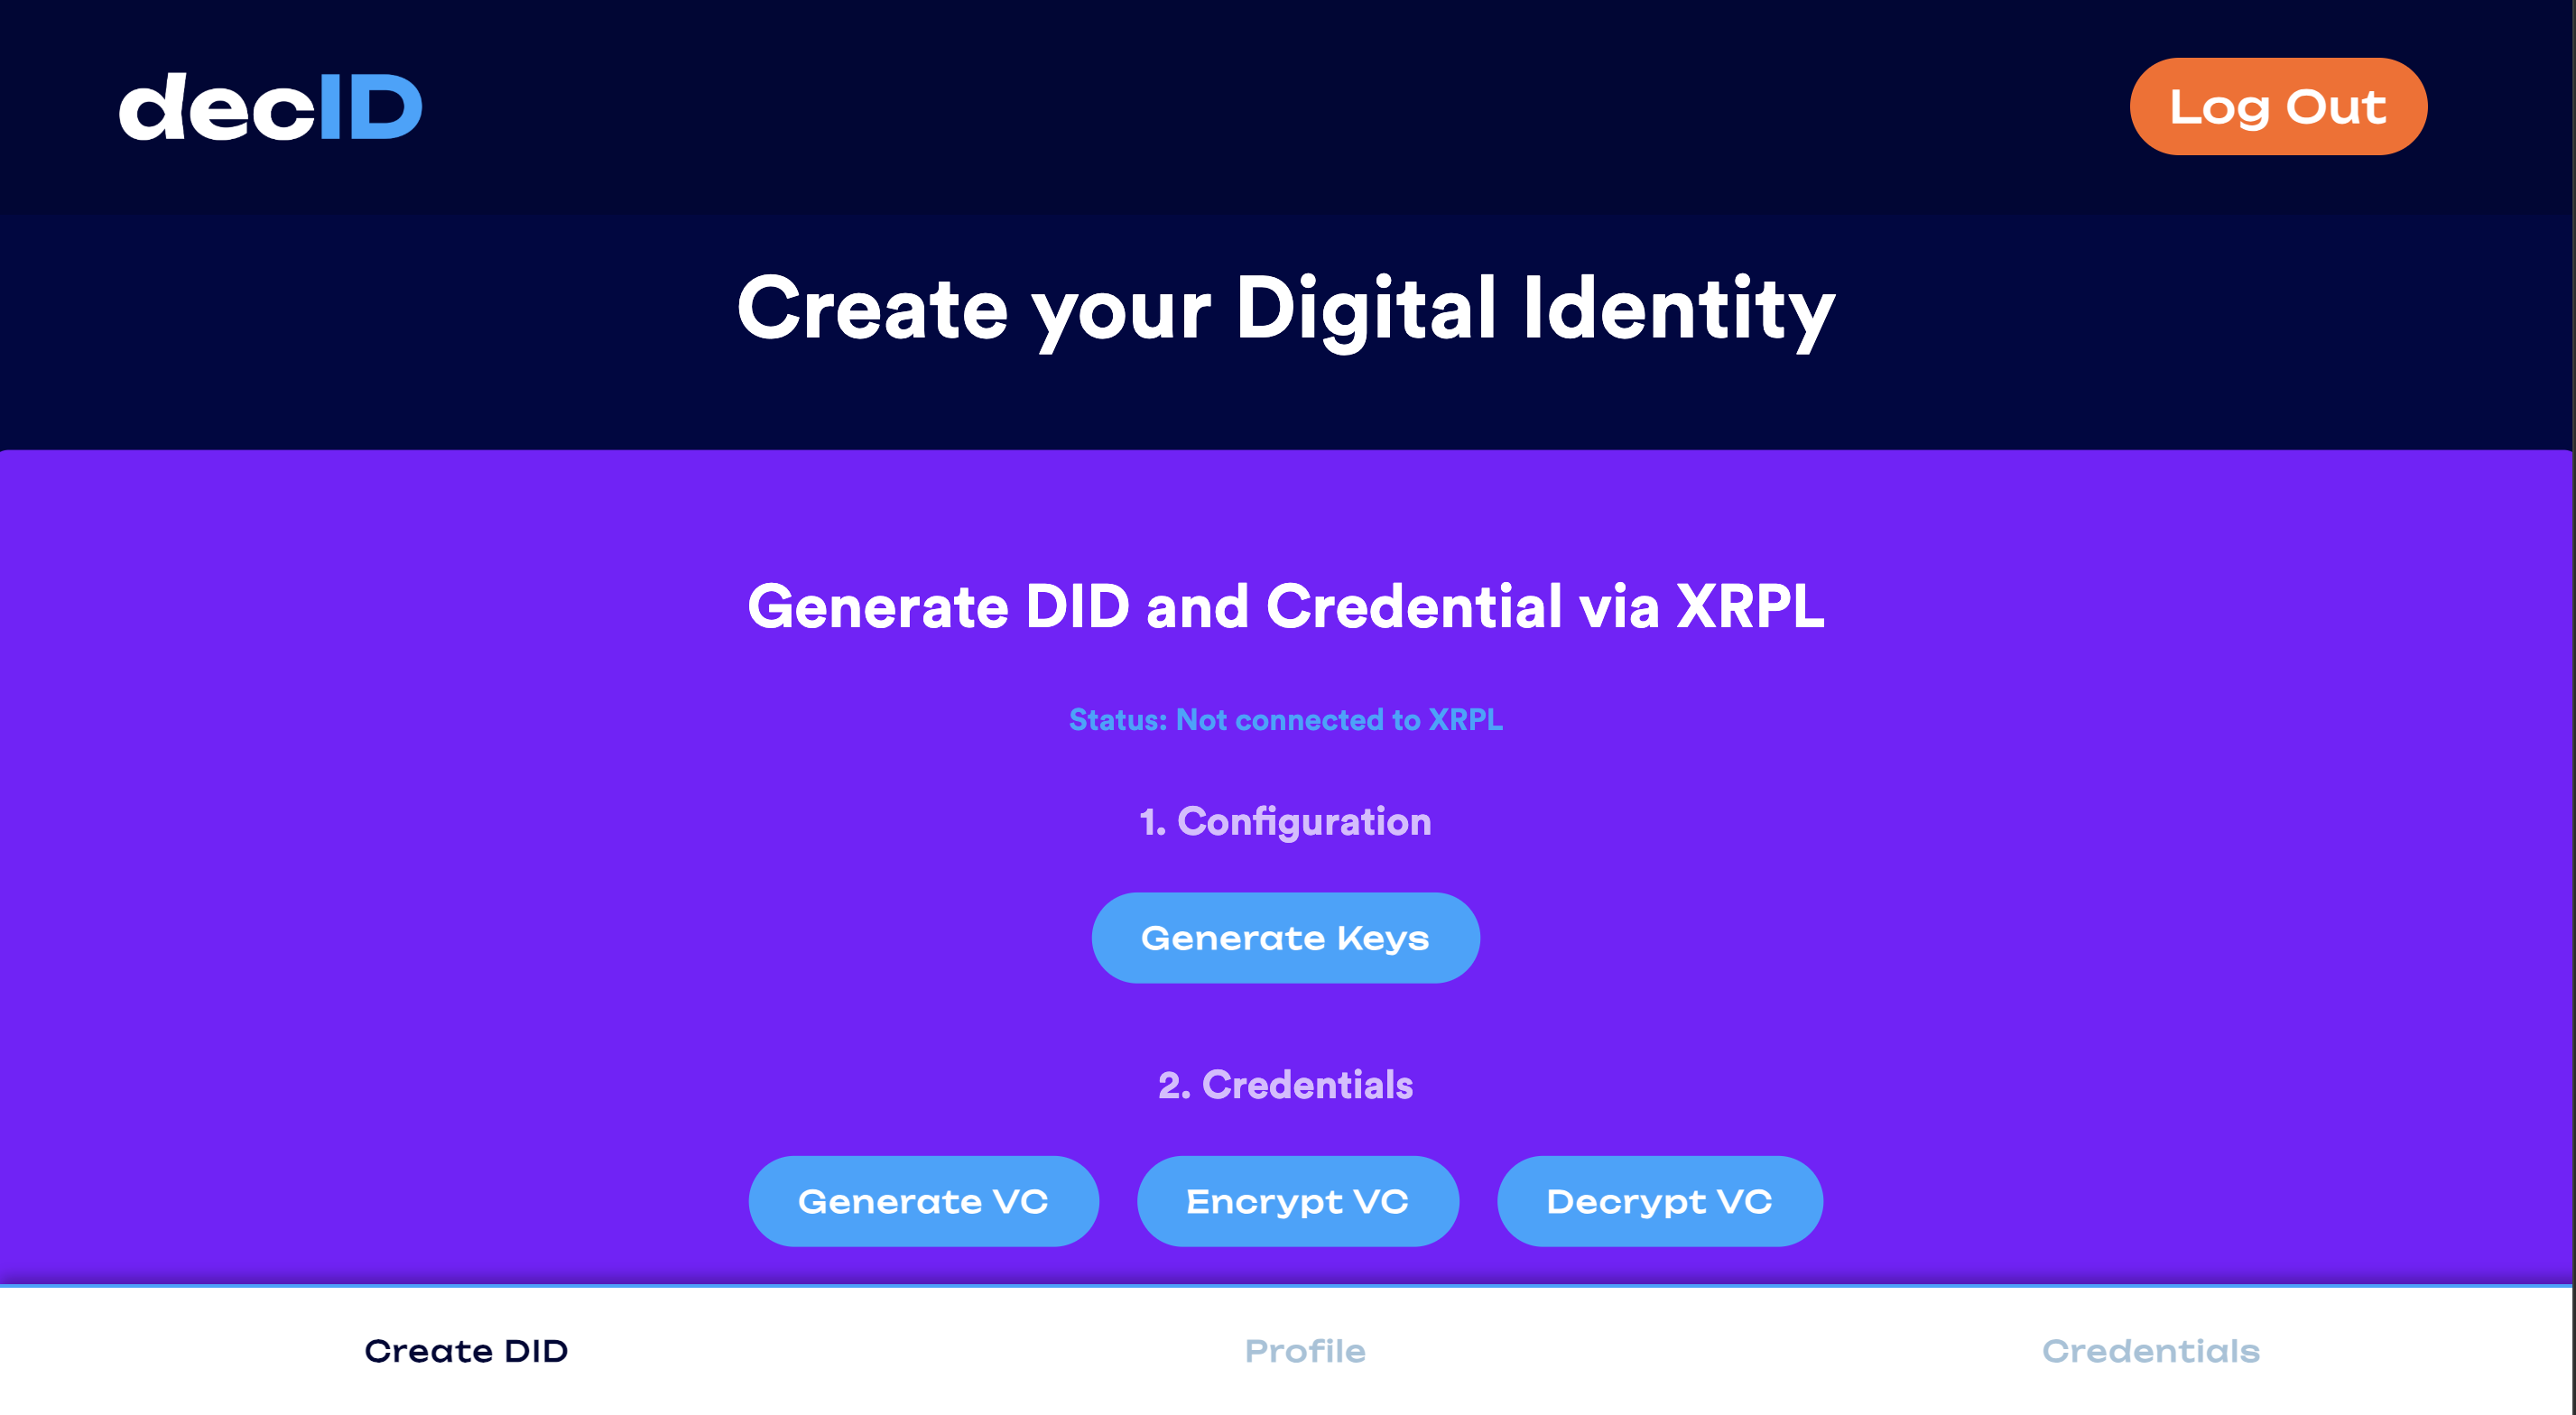 decID
Log Out
Create your Digital Identity
Generate DID and Credential via XRPL
Status: Not connected to XRPL
1. Configuration
Generate Keys
2. Credentials
Generate VC
Encrypt VC
Decrypt VC
Create DID
Profile
Credentials